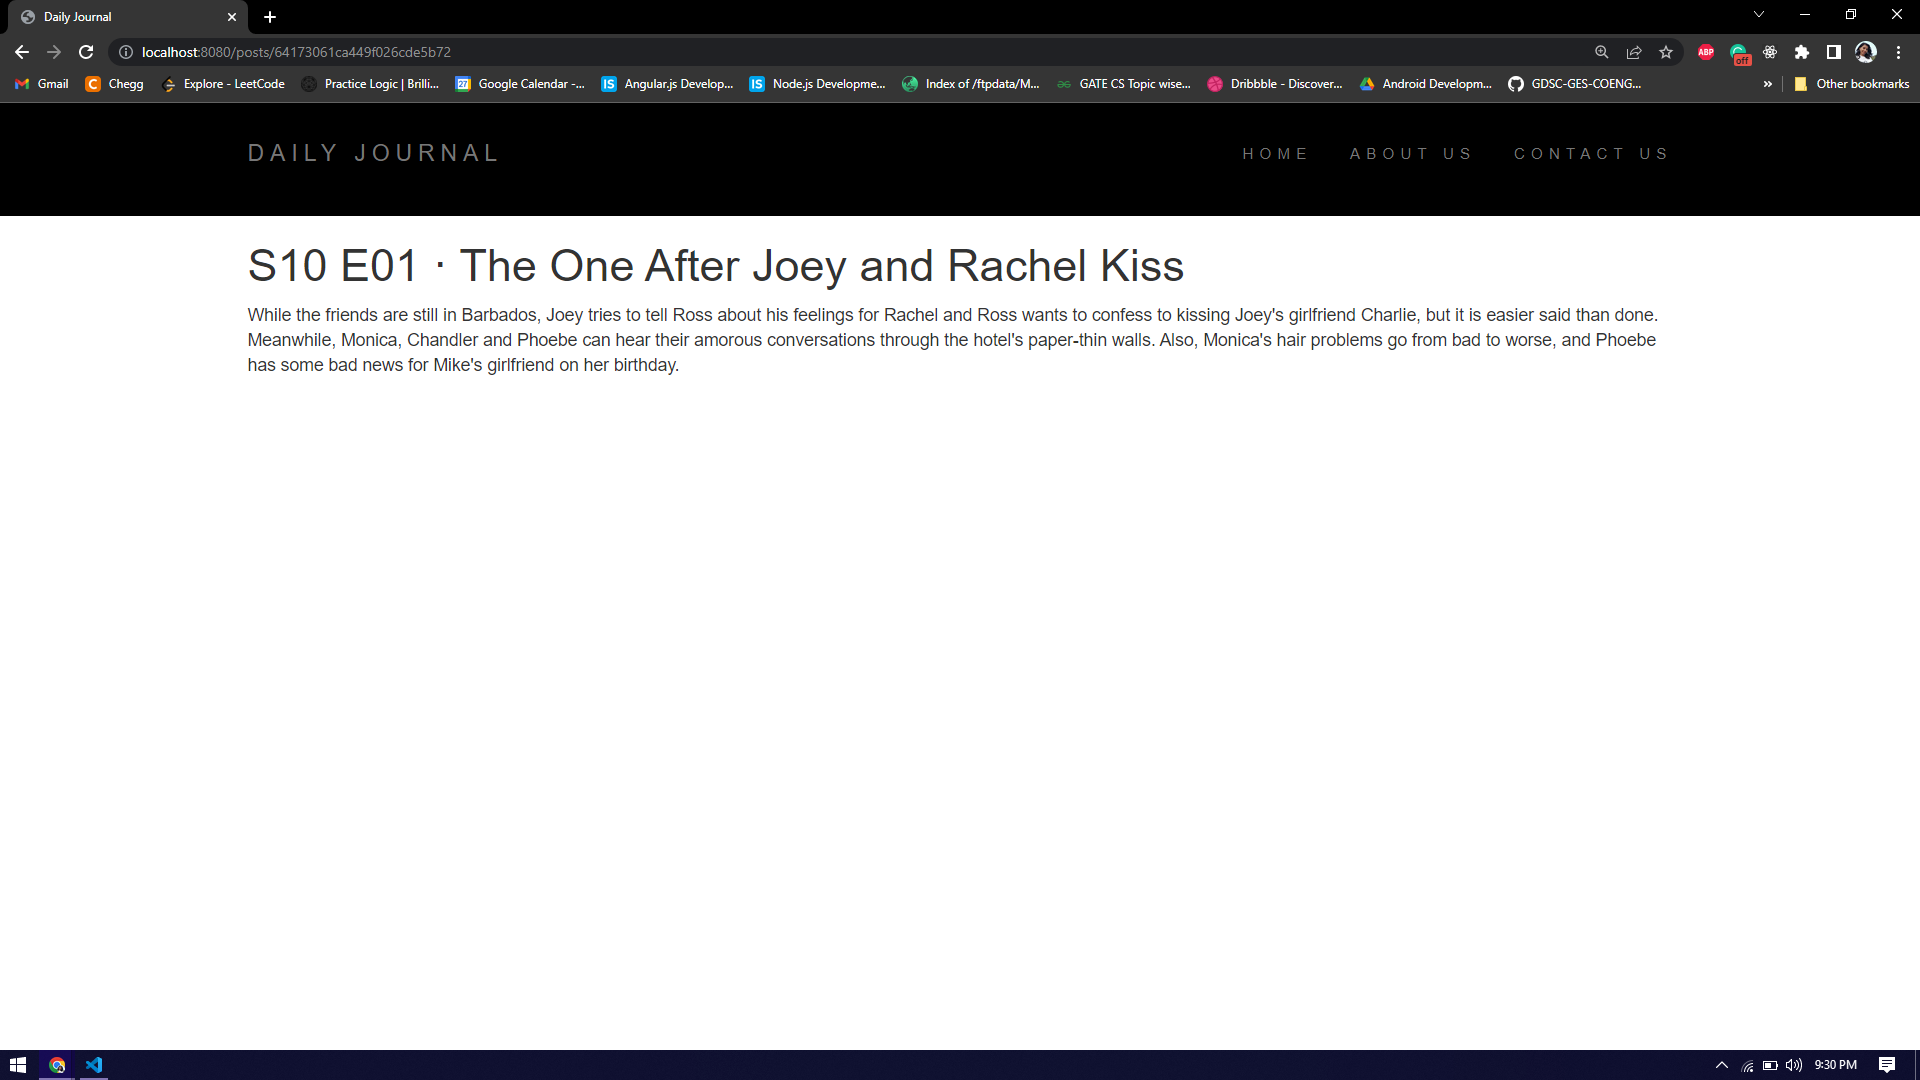 Daily Journal
localhost:8080/posts/64173061ca449f026cde5b72
ABP
off
Gmail
C Chegg
Explore - LeetCode
Practice Logic | Brilli...
27 Google Calendar -...
IS Angular.js Develop...
IS Node.js Developme...
Index of /ftpdata/M...
GATE CS Topic wise...
Dribbble - Discover...
Android Developm...
GDSC-GES-COENG...
»
Other bookmarks
DAILY JOURNAL
HOME ABOUT US CONTACT US
S10 E01 · The One After Joey and Rachel Kiss
While the friends are still in Barbados, Joey tries to tell Ross about his feelings for Rachel and Ross wants to confess to kissing Joey's girlfriend Charlie, but it is easier said than done.
Meanwhile, Monica, Chandler and Phoebe can hear their amorous conversations through the hotel's paper-thin walls. Also, Monica's hair problems go from bad to worse, and Phoebe
has some bad news for Mike's girlfriend on her birthday.
9:30 PM